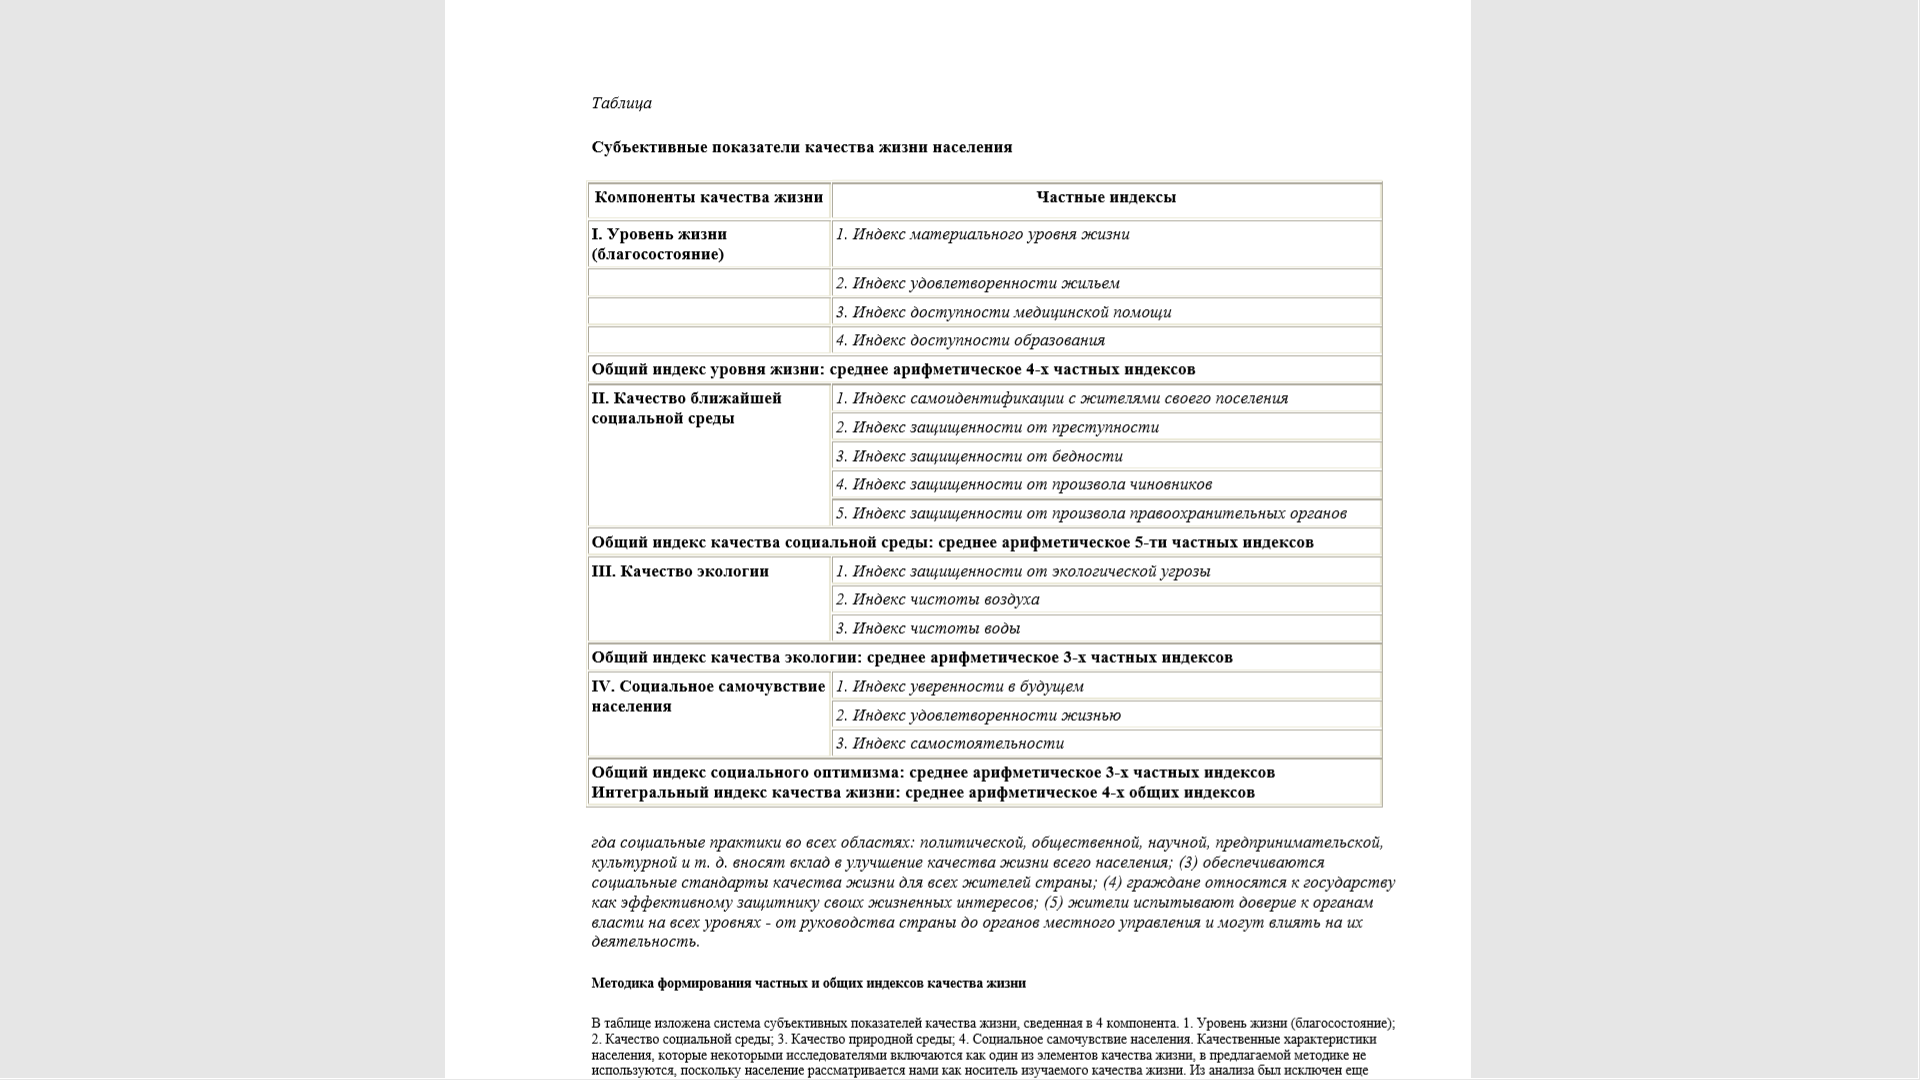 Таблица
Субъективные показатели качества жизни населения
Компоненты качества жизни
Частные индексы
I. Уровень жизни
(благосостояние)
1. Индекс материального уровня жизни
2. Индекс удовлетворенности жильем
3. Индекс доступности медицинской помощи
4. Индекс доступности образования
Общий индекс уровня жизни: среднее арифметическое 4-х частных индексов
II. Качество ближайшей
социальной среды
1. Индекс самоидентификации с жителями своего поселения
2. Индекс защищенности от преступности
3. Индекс защищенности от бедности
4. Индекс защищенности от произвола чиновников
5. Индекс защищенности от произвола правоохранительных органов
Общий индекс качества социальной среды: среднее арифметическое 5-ти частных индексов
III. Качество экологии
1. Индекс защищенности от экологической угрозы
2. Индекс чистоты воздуха
3. Индекс чистоты воды
Общий индекс качества экологии: среднее арифметическое 3-х частных индексов
IV. Социальное самочувствие
населения
1. Индекс уверенности в будущем
2. Индекс удовлетворенности жизнью
3. Индекс самостоятельности
Общий индекс социального оптимизма: среднее арифметическое 3-х частных индексов
Интегральный индекс качества жизни: среднее арифметическое 4-х общих индексов
гда социальные практики во всех областях: политической, общественной, научной, предпринимательской,
культурной и т. д. вносят вклад в улучшение качества жизни всего населения; (3) обеспечиваются
социальные стандарты качества жизни для всех жителей страны; (4) граждане относятся к государству
как эффективному защитнику своих жизненных интересов; (5) жители испытывают доверие к органам
власти на всех уровнях - от руководства страны до органов местного управления и могут влиять на их
деятельность.
Методика формирования частных и общих индексов качества жизни
В таблице изложена система субъективных показателей качества жизни, сведенная в 4 компонента. 1. Уровень жизни (благосостояние);
2. Качество социальной среды; 3. Качество природной среды; 4. Социальное самочувствие населения. Качественные характеристики
населения, которые некоторыми исследователями включаются как один из элементов качества жизни, в предлагаемой методике не
используются, поскольку население рассматривается нами как носитель изучаемого качества жизни. Из анализа был исключен еще